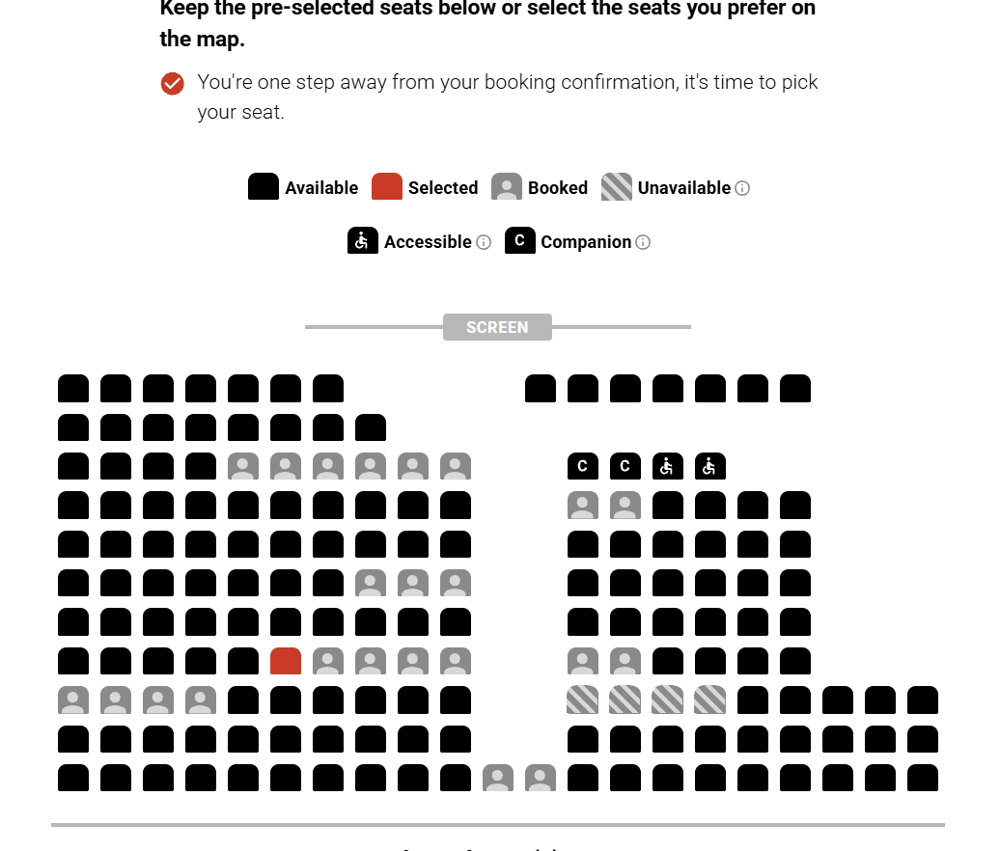 Keep the pre-selected seats below or select the seats you prefer on
the map.
You're one step away from your booking confirmation, it's time to pick
your seat.
Available Selected Booked Unavailable
Accessible C Companion
SCREEN
C C